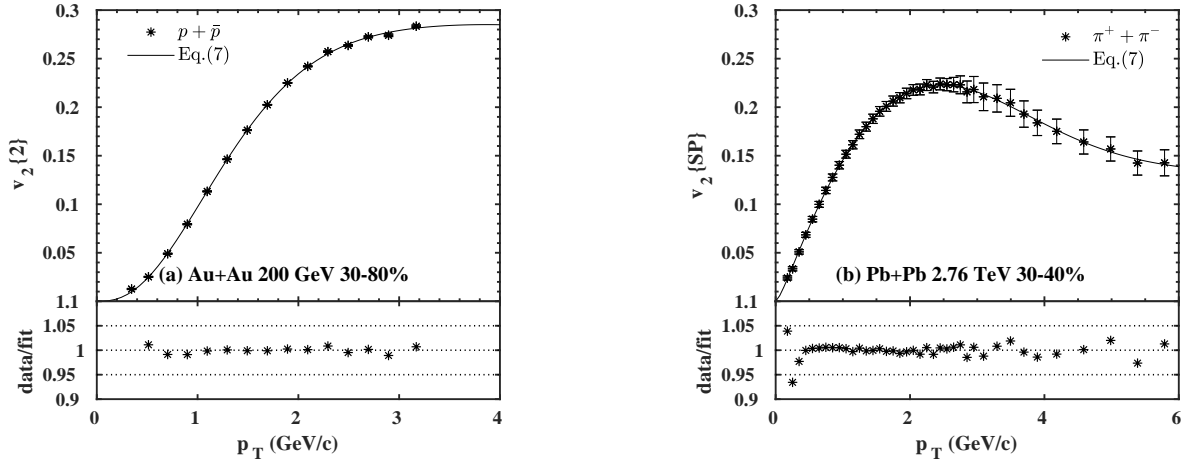 0.3
0.25
0.2
0.15
0.1
0.05
1.1
1.05
1
0.95
0.9
v₂{2}
data/fit
p + p̄
Eq.(7)
(a) Au+Au 200 GeV 30-80%
0 1 2 3 4
p_T (GeV/c)
0.3
0.25
0.2
0.15
0.1
0.05
1.1
1.05
1
0.95
0.9
v₂{SP}
data/fit
π⁺ + π⁻
Eq.(7)
(b) Pb+Pb 2.76 TeV 30-40%
0 2 4 6
p_T (GeV/c)